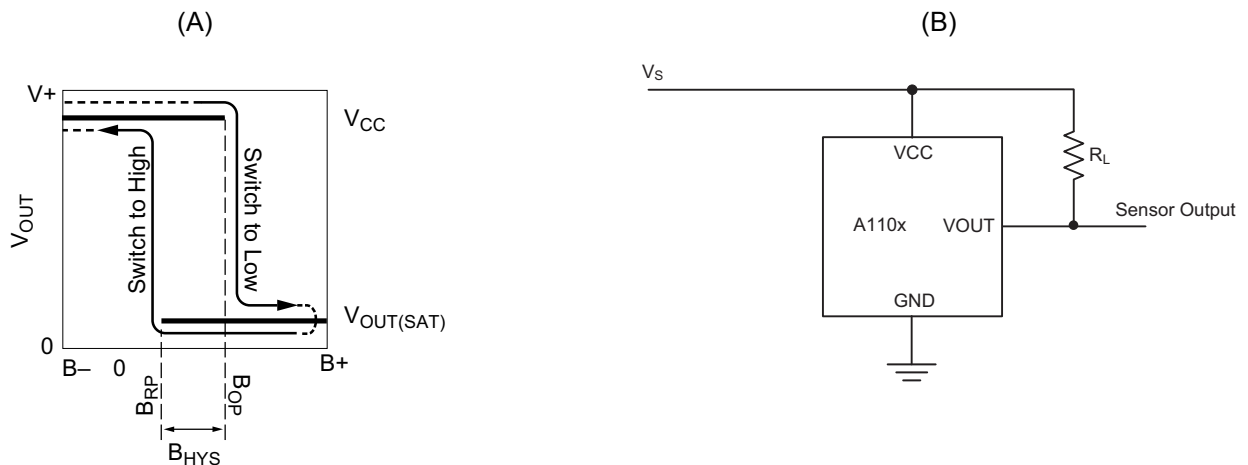 (A)
V+
VCC
Switch to High
Switch to Low
VOUT
VOUT(SAT)
0
B–
0
B+
BRP
BOP
BHYS
(B)
VS
VCC
RL
A110x
VOUT
Sensor Output
GND